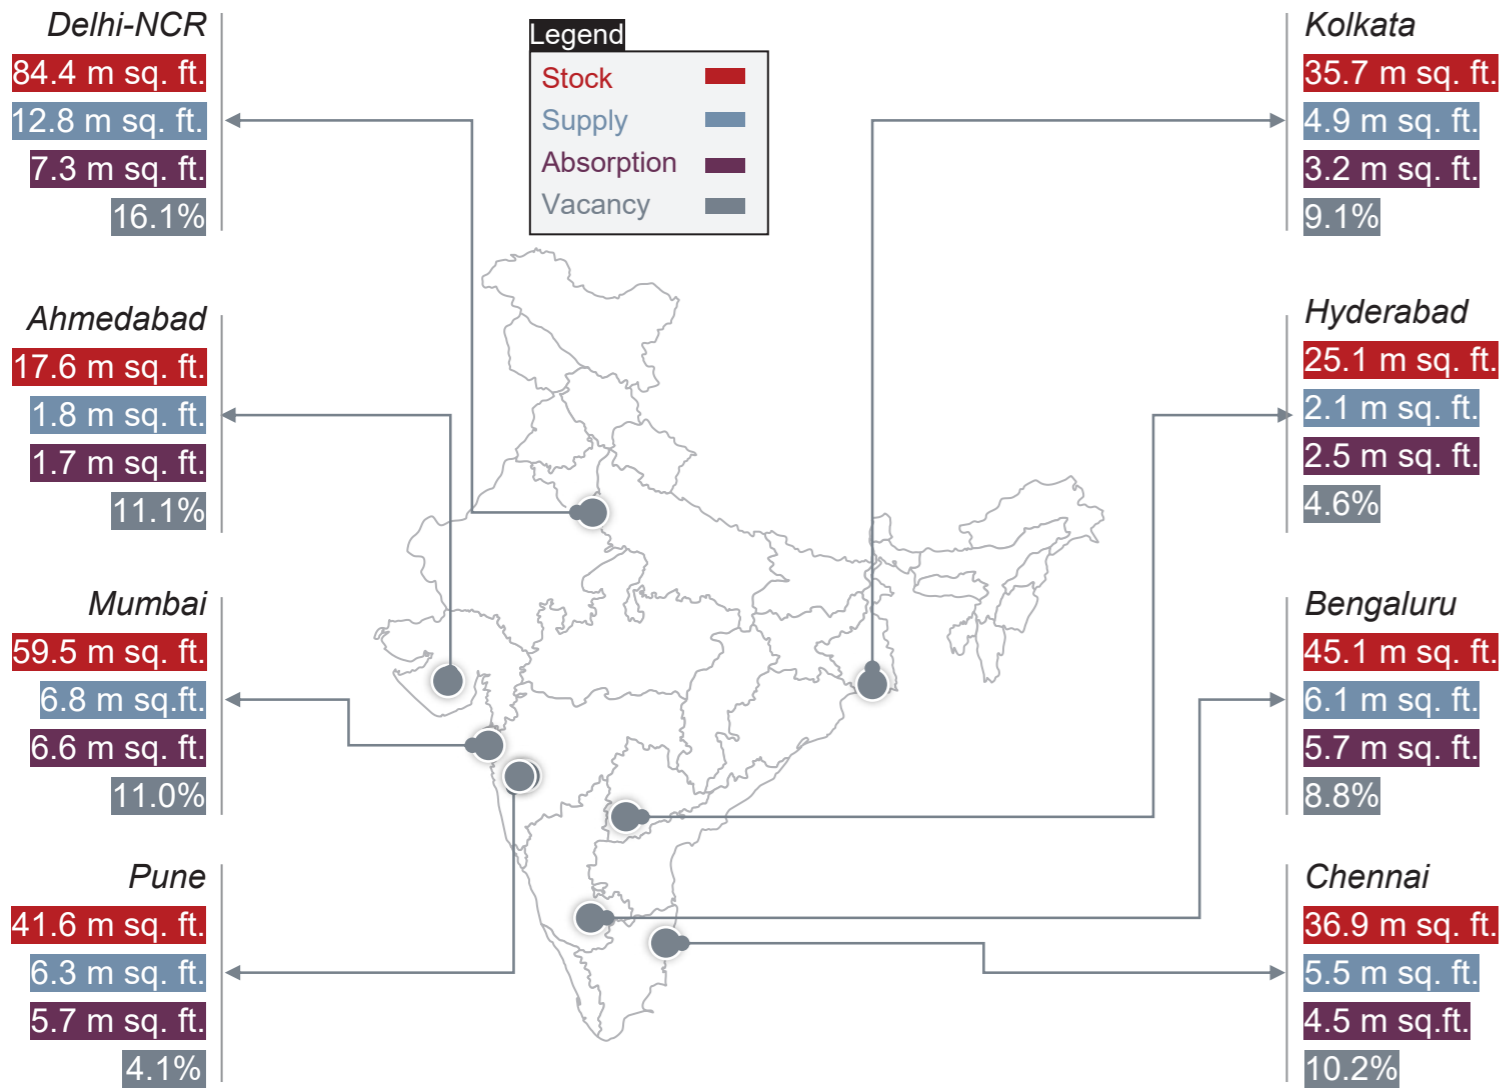 Delhi-NCR
84.4 m sq. ft.
12.8 m sq. ft.
7.3 m sq. ft.
16.1%
Ahmedabad
17.6 m sq. ft.
1.8 m sq. ft.
1.7 m sq. ft.
11.1%
Mumbai
59.5 m sq. ft.
6.8 m sq.ft.
6.6 m sq. ft.
11.0%
Pune
41.6 m sq. ft.
6.3 m sq. ft.
5.7 m sq. ft.
4.1%
Legend
Stock
Supply
Absorption
Vacancy
Kolkata
35.7 m sq. ft.
4.9 m sq. ft.
3.2 m sq. ft.
9.1%
Hyderabad
25.1 m sq. ft.
2.1 m sq. ft.
2.5 m sq. ft.
4.6%
Bengaluru
45.1 m sq. ft.
6.1 m sq. ft.
5.7 m sq. ft.
8.8%
Chennai
36.9 m sq. ft.
5.5 m sq. ft.
4.5 m sq.ft.
10.2%